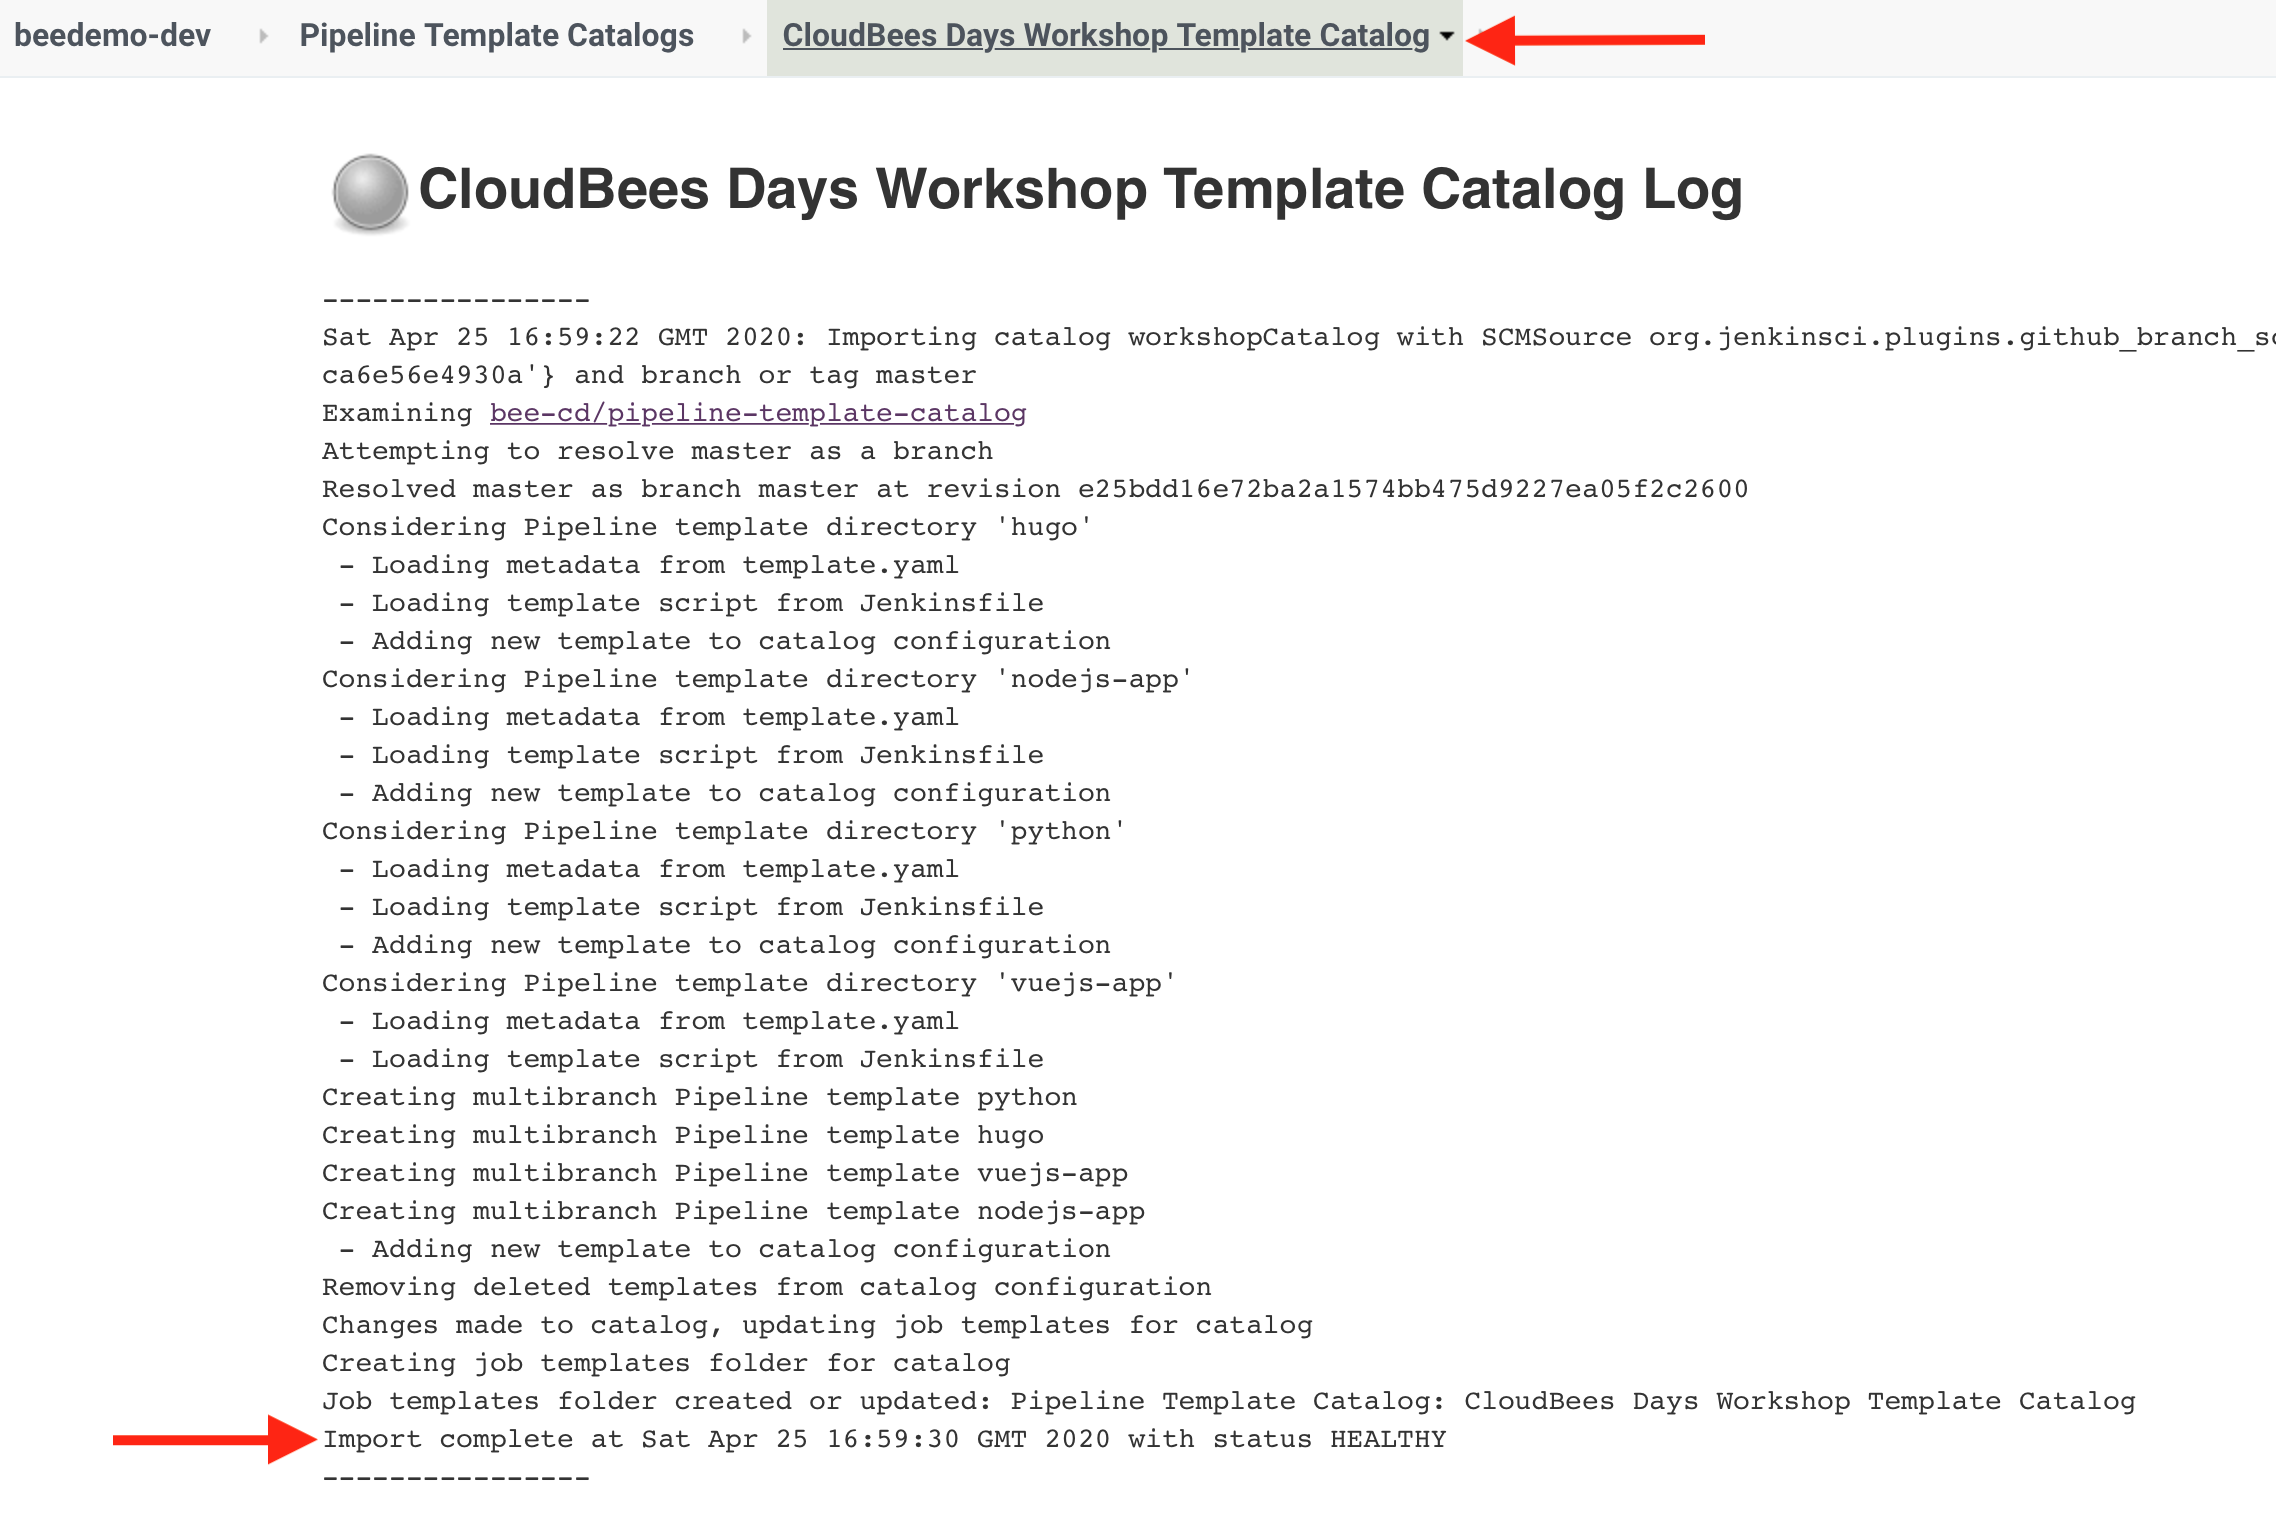 beedemo-dev Pipeline Template Catalogs CloudBees Days Workshop Template Catalog
CloudBees Days Workshop Template Catalog Log
----------------
Sat Apr 25 16:59:22 GMT 2020: Importing catalog workshopCatalog with SCMSource org.jenkinsci.plugins.github_branch_
ca6e56e4930a'} and branch or tag master
Examining bee-cd/pipeline-template-catalog
Attempting to resolve master as a branch
Resolved master as branch master at revision e25bdd16e72ba2a1574bb475d9227ea05f2c2600
Considering Pipeline template directory 'hugo'
 - Loading metadata from template.yaml
 - Loading template script from Jenkinsfile
 - Adding new template to catalog configuration
Considering Pipeline template directory 'nodejs-app'
 - Loading metadata from template.yaml
 - Loading template script from Jenkinsfile
 - Adding new template to catalog configuration
Considering Pipeline template directory 'python'
 - Loading metadata from template.yaml
 - Loading template script from Jenkinsfile
 - Adding new template to catalog configuration
Considering Pipeline template directory 'vuejs-app'
 - Loading metadata from template.yaml
 - Loading template script from Jenkinsfile
Creating multibranch Pipeline template python
Creating multibranch Pipeline template hugo
Creating multibranch Pipeline template vuejs-app
Creating multibranch Pipeline template nodejs-app
 - Adding new template to catalog configuration
Removing deleted templates from catalog configuration
Changes made to catalog, updating job templates for catalog
Creating job templates folder for catalog
Job templates folder created or updated: Pipeline Template Catalog: CloudBees Days Workshop Template Catalog
Import complete at Sat Apr 25 16:59:30 GMT 2020 with status HEALTHY
----------------